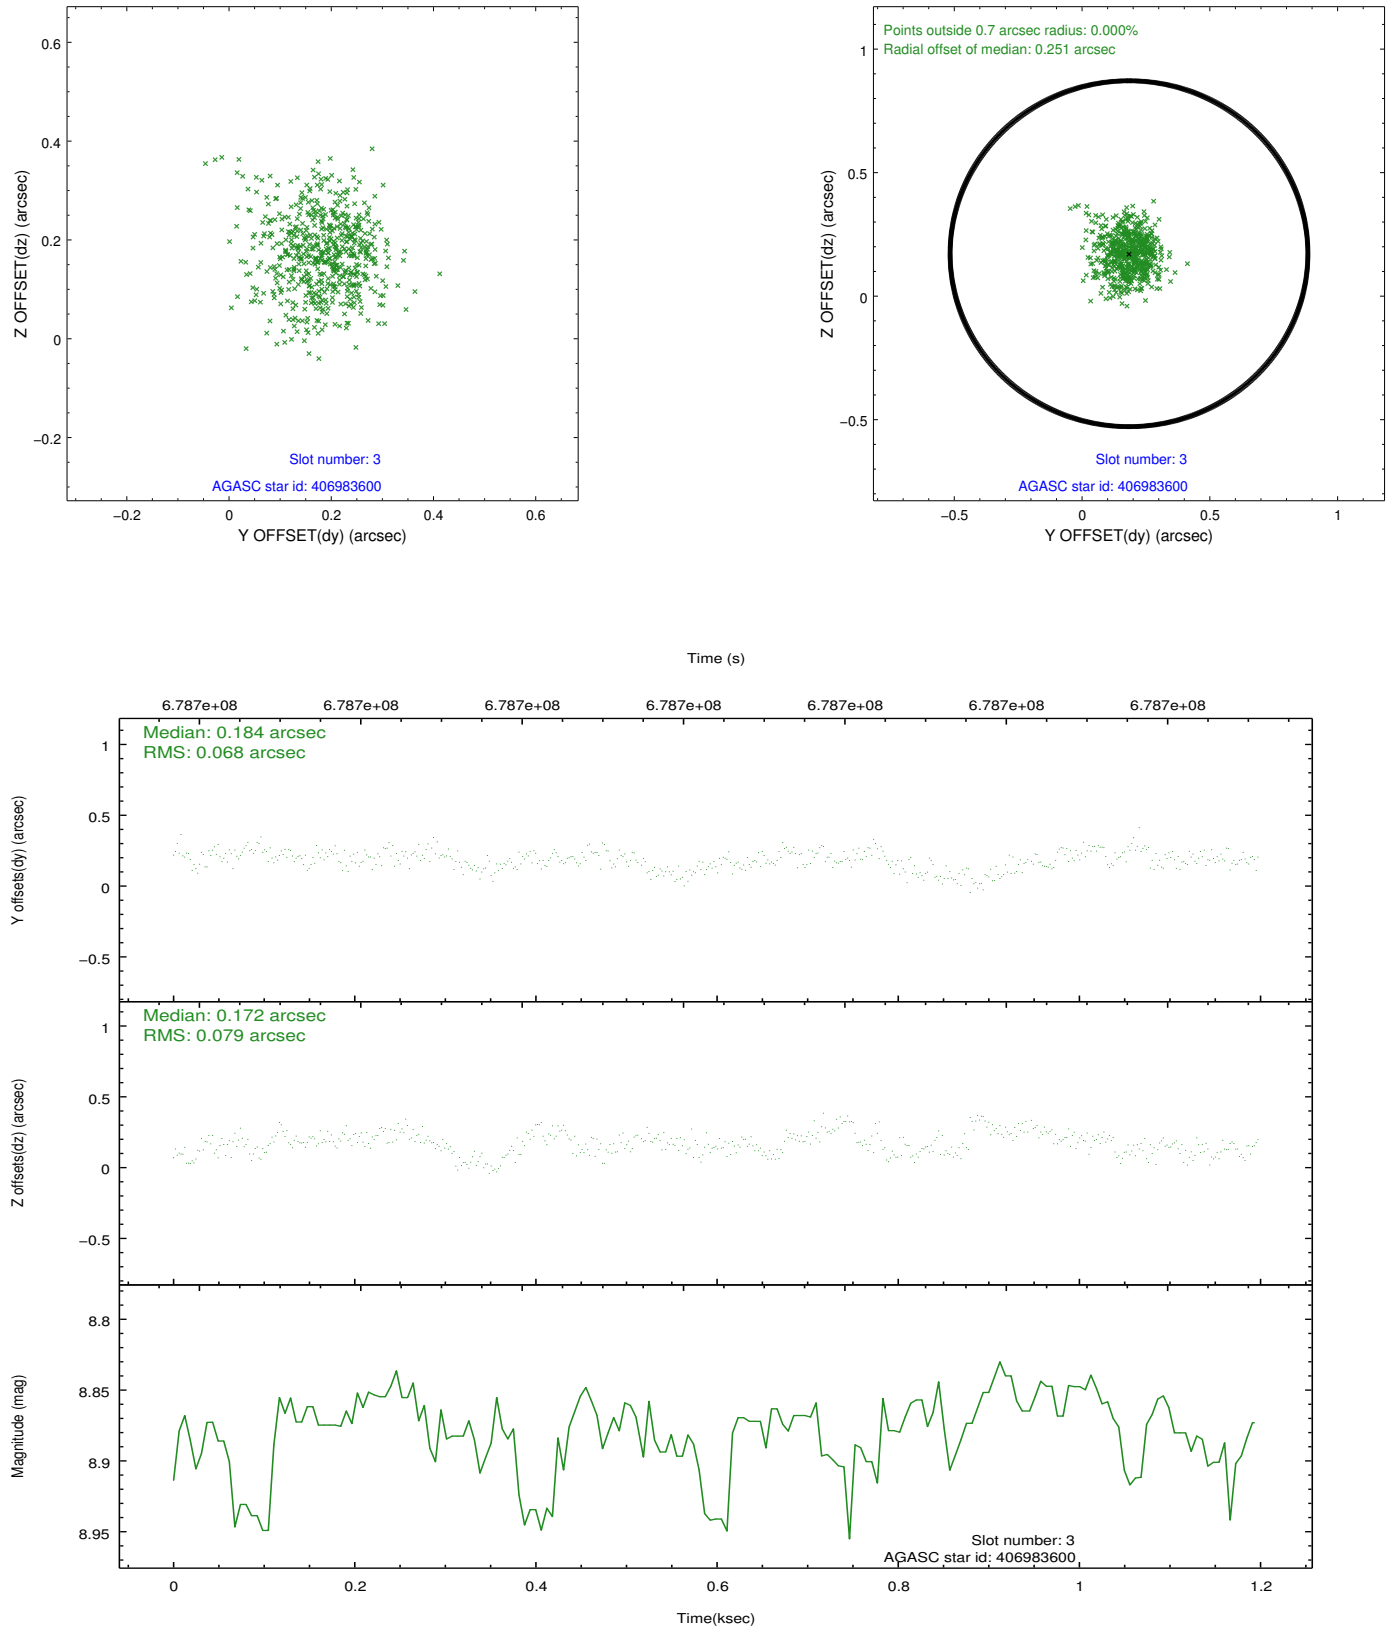 0.6
0.4
0.2
0
−0.2
Z OFFSET(dz) (arcsec)
Slot number: 3
AGASC star id: 406983600
−0.2 0 0.2 0.4 0.6
Y OFFSET(dy) (arcsec)
Points outside 0.7 arcsec radius: 0.000%
Radial offset of median: 0.251 arcsec
1
0.5
0
−0.5
Z OFFSET(dz) (arcsec)
Slot number: 3
AGASC star id: 406983600
−0.5 0 0.5 1
Y OFFSET(dy) (arcsec)
Time (s)
6.787e+08 6.787e+08 6.787e+08 6.787e+08 6.787e+08 6.787e+08 6.787e+08
Median: 0.184 arcsec
RMS: 0.068 arcsec
1
0.5
0
−0.5
Y offsets(dy) (arcsec)
Median: 0.172 arcsec
RMS: 0.079 arcsec
1
0.5
0
−0.5
Z offsets(dz) (arcsec)
8.8
8.85
8.9
8.95
Magnitude (mag)
Slot number: 3
AGASC star id: 406983600
0 0.2 0.4 0.6 0.8 1 1.2
Time(ksec)